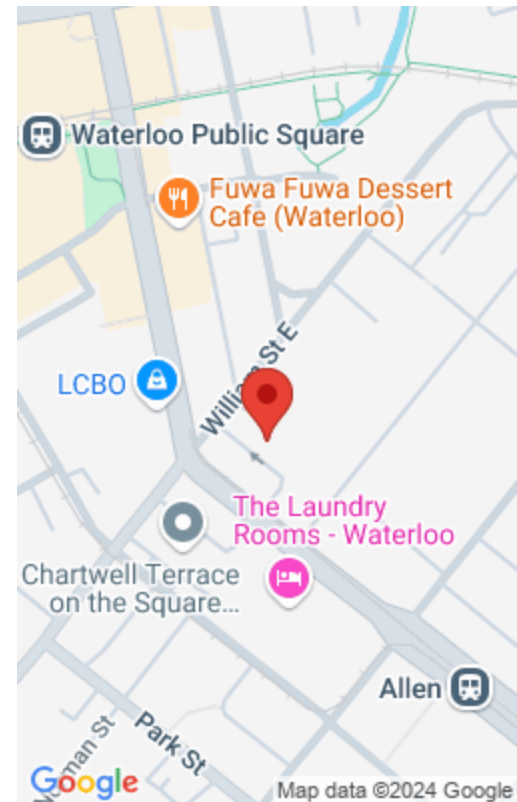 Waterloo Public Square
Fuwa Fuwa Dessert
Cafe (Waterloo)
William St E
LCBO
The Laundry
Rooms - Waterloo
Chartwell Terrace
on the Square...
Allen
Park St
Google
Map data ©2024 Google